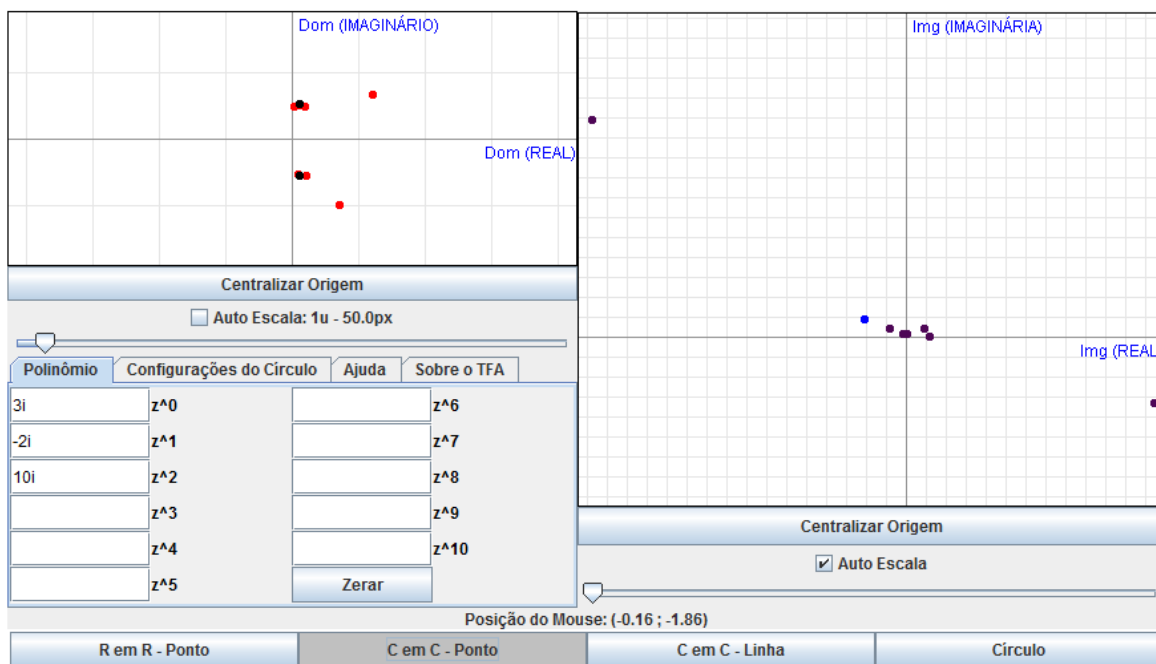 Dom (IMAGINÁRIO)
Dom (REAL)
Img (IMAGINÁRIA)
Img (REAL
Centralizar Origem
Auto Escala: 1u - 50.0px
Polinômio Configurações do Círculo Ajuda Sobre o TFA
3i z^0 z^6
-2i z^1 z^7
10i z^2 z^8
z^3 z^9
z^4 z^10
z^5 Zerar
Centralizar Origem
Auto Escala
Posição do Mouse: (-0.16 ; -1.86)
R em R - Ponto C em C - Ponto C em C - Linha Círculo